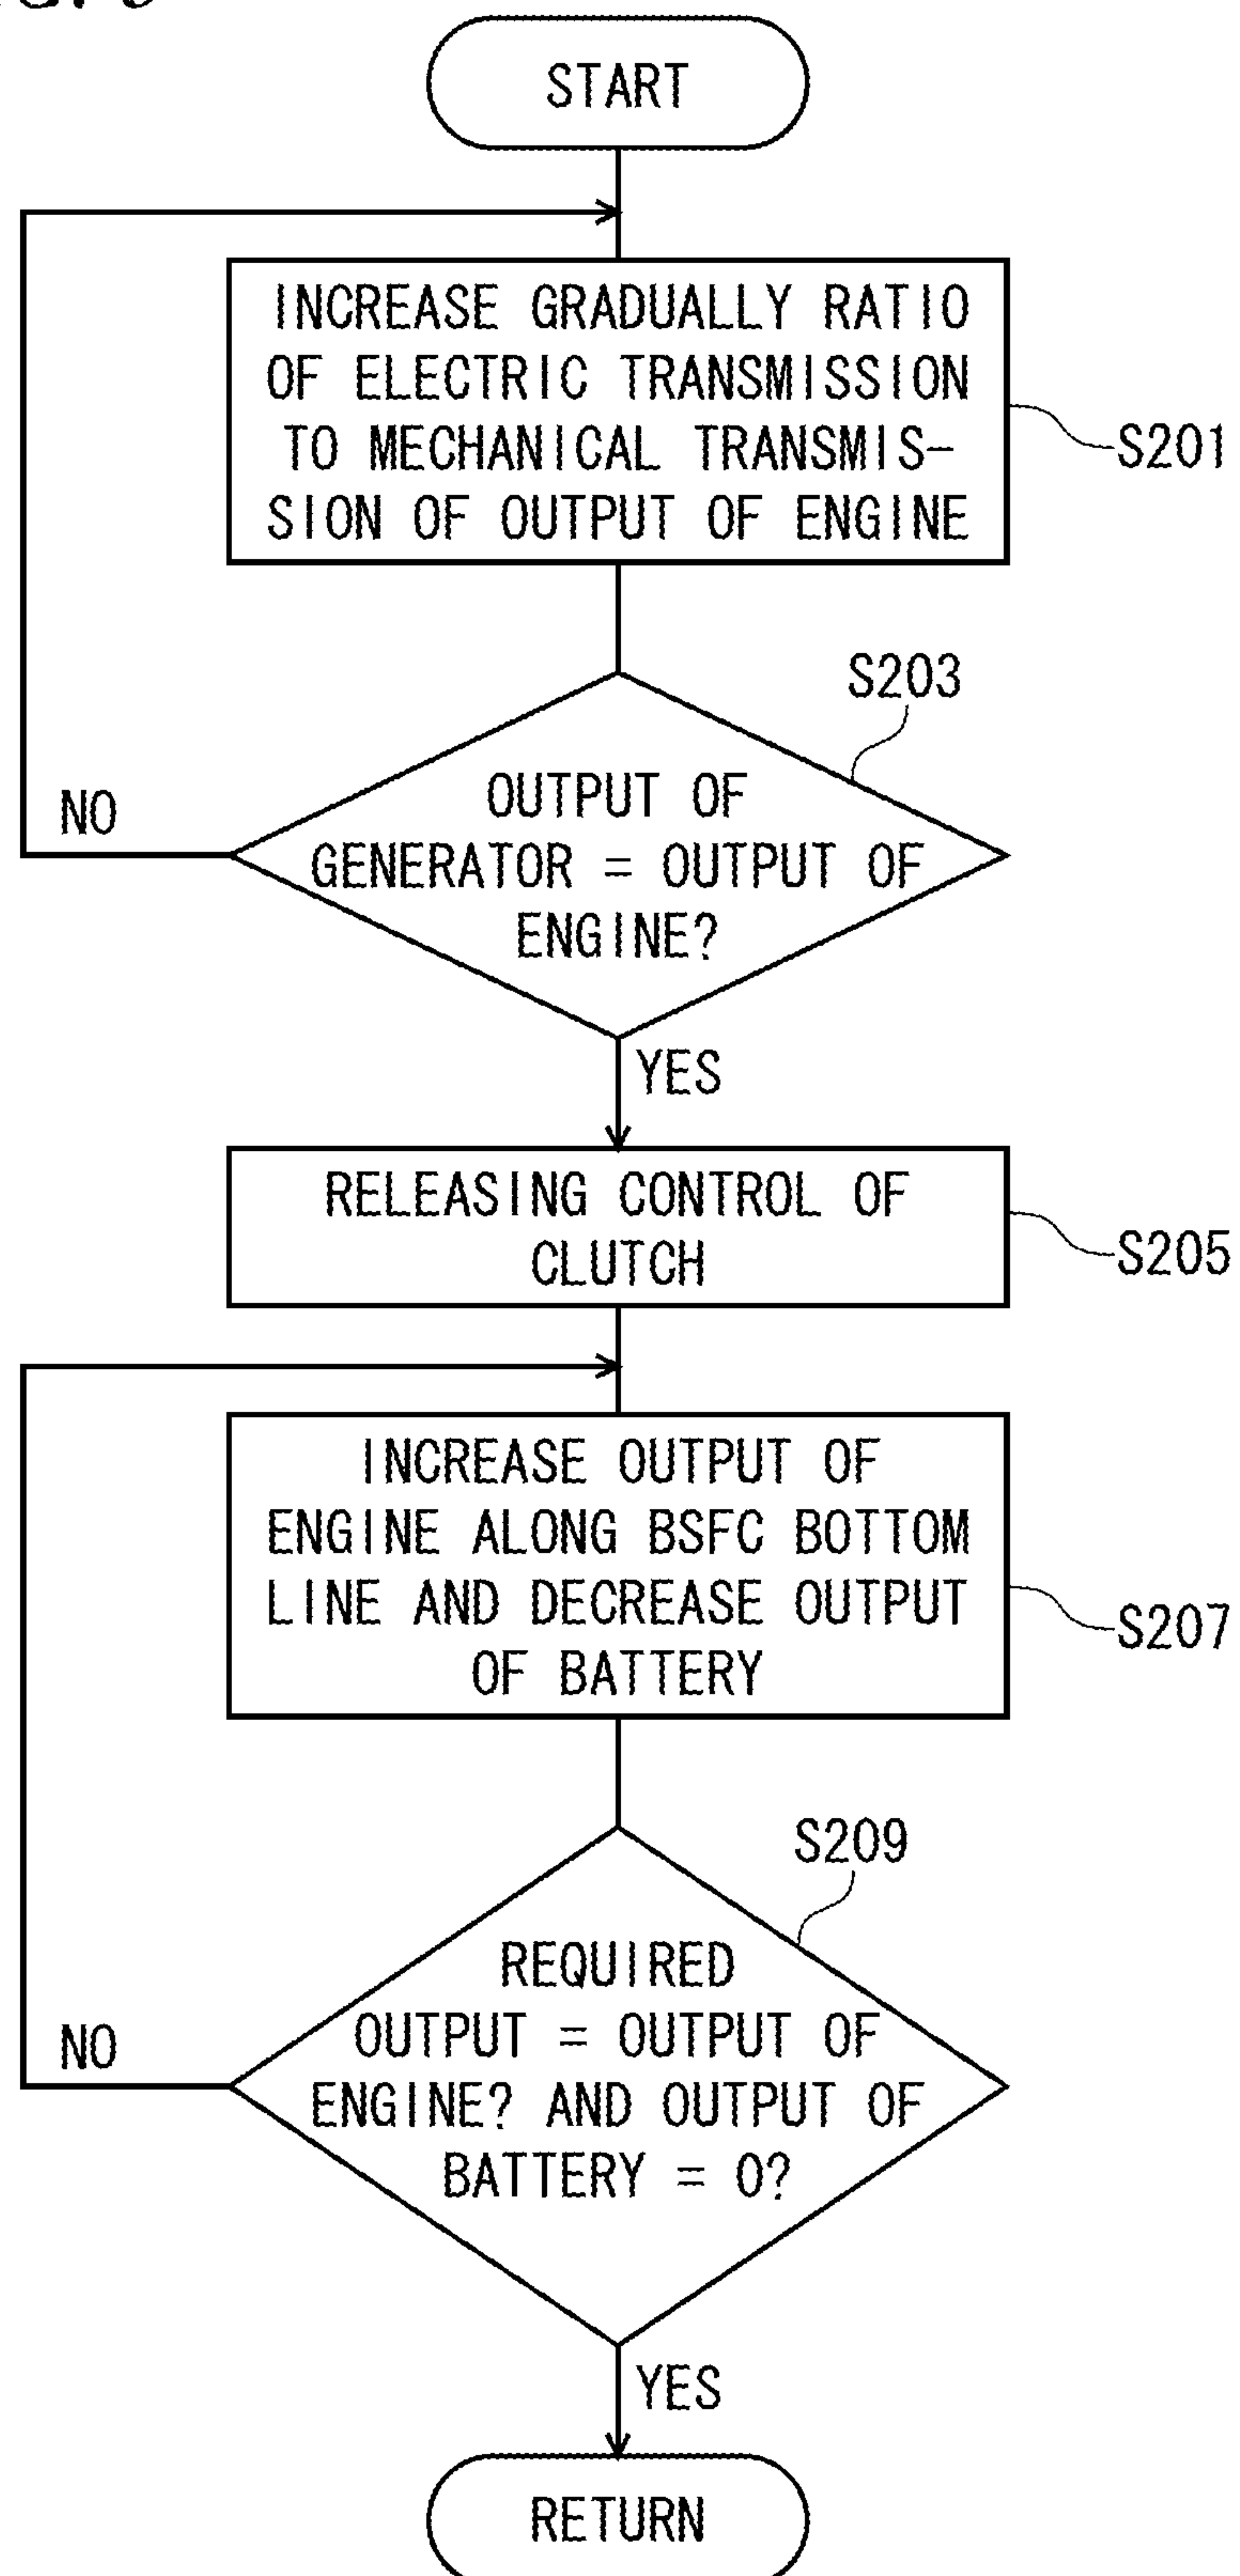 START
INCREASE GRADUALLY RATIO
OF ELECTRIC TRANSMISSION
TO MECHANICAL TRANSMIS-
SION OF OUTPUT OF ENGINE
S201
S203
OUTPUT OF
GENERATOR = OUTPUT OF
ENGINE?
NO
YES
RELEASING CONTROL OF
CLUTCH
S205
INCREASE OUTPUT OF
ENGINE ALONG BSFC BOTTOM
LINE AND DECREASE OUTPUT
OF BATTERY
S207
S209
REQUIRED
OUTPUT = OUTPUT OF
ENGINE? AND OUTPUT OF
BATTERY = 0?
NO
YES
RETURN